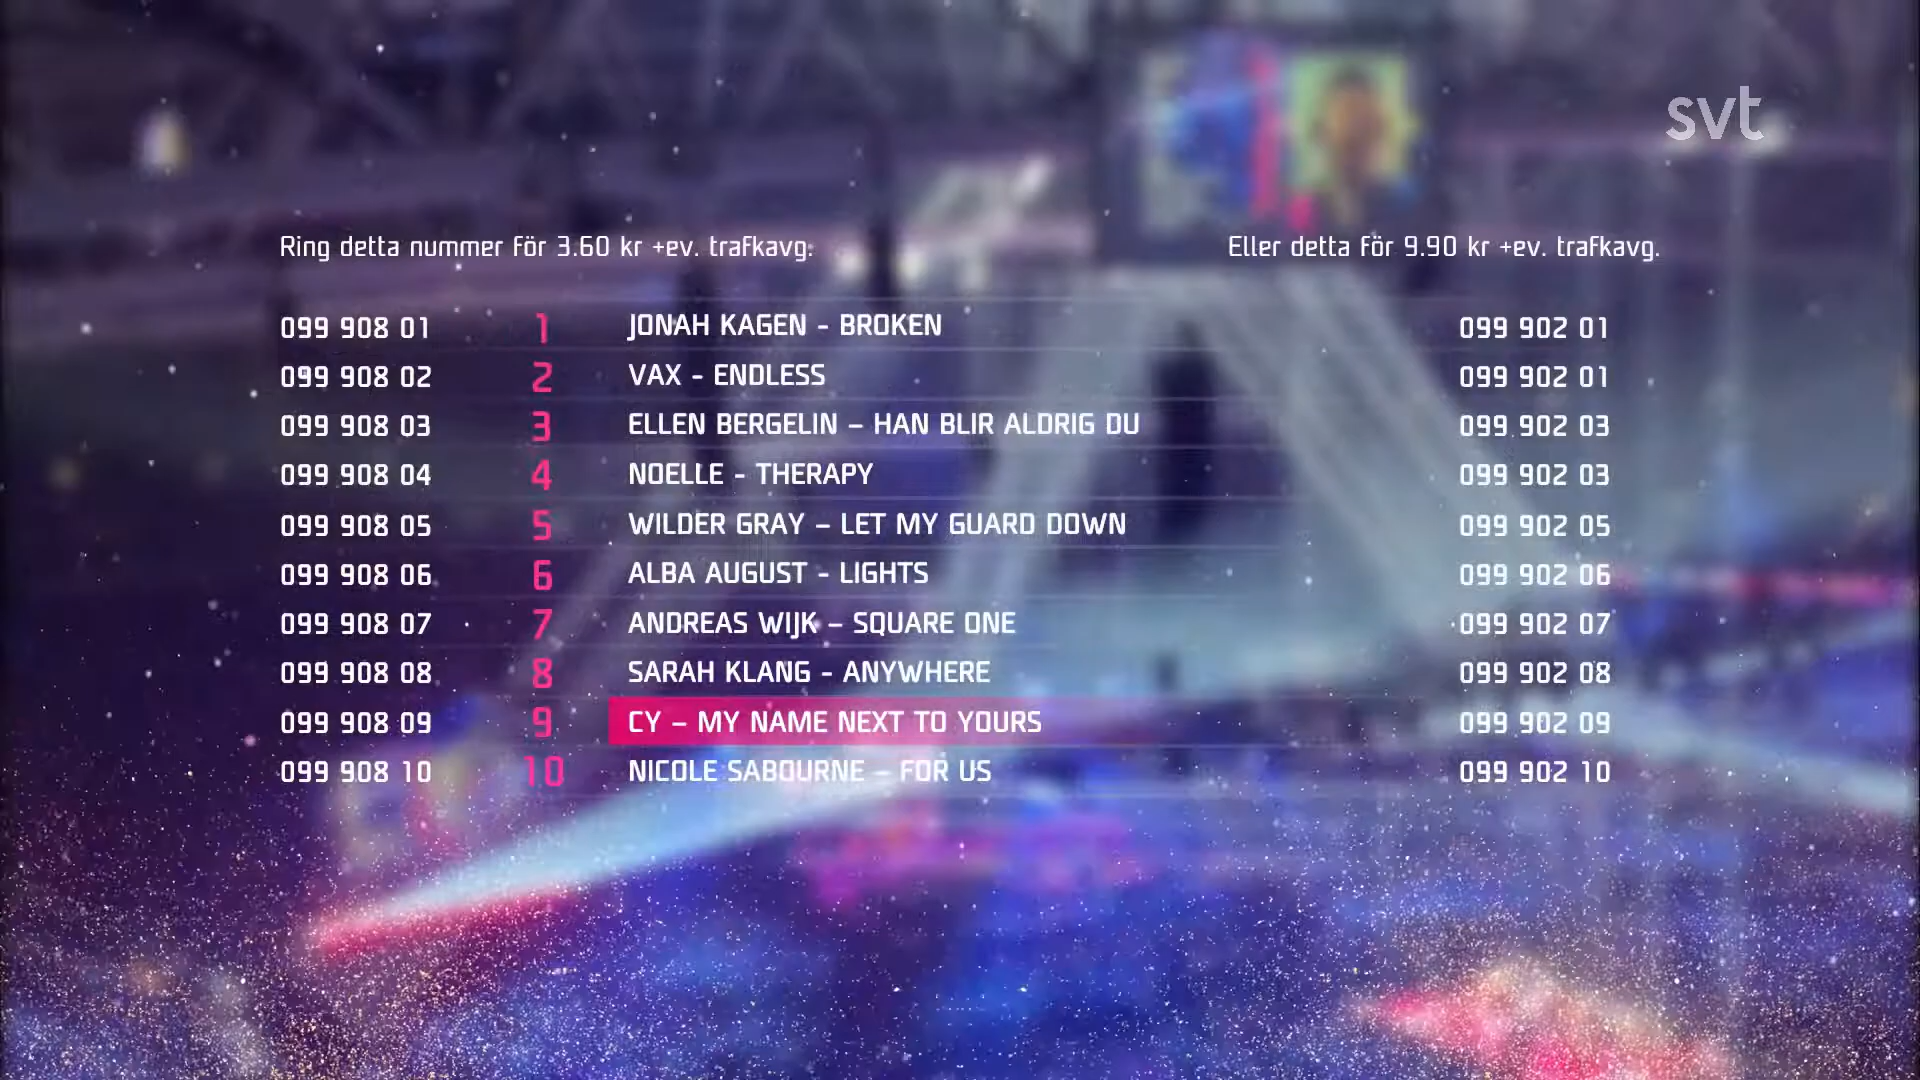 svt
Ring detta nummer för 3.60 kr +ev. trafkavg. Eller detta för 9.90 kr +ev. trafkavg.
099 908 01 1 JONAH KAGEN - BROKEN 099 902 01
099 908 02 2 VAX - ENDLESS 099 902 01
099 908 03 3 ELLEN BERGELIN – HAN BLIR ALDRIG DU 099 902 03
099 908 04 4 NOELLE - THERAPY 099 902 03
099 908 05 5 WILDER GRAY – LET MY GUARD DOWN 099 902 05
099 908 06 6 ALBA AUGUST - LIGHTS 099 902 06
099 908 07 7 ANDREAS WIJK – SQUARE ONE 099 902 07
099 908 08 8 SARAH KLANG - ANYWHERE 099 902 08
099 908 09 9 CY – MY NAME NEXT TO YOURS 099 902 09
099 908 10 10 NICOLE SABOURNE – FOR US 099 902 10